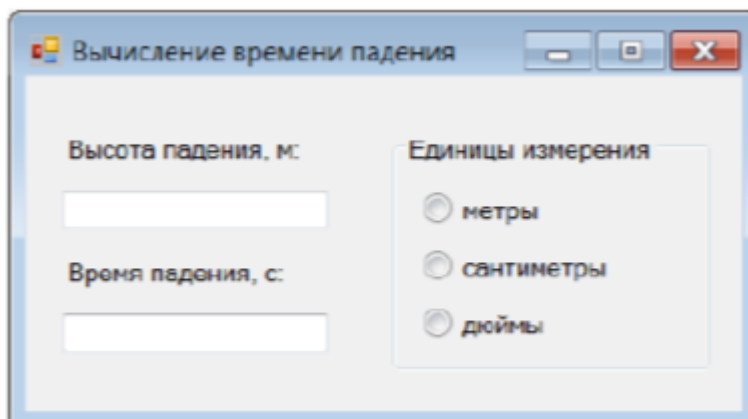 Вычисление времени падения
Высота падения, м:
Время падения, с:
Единицы измерения
метры
сантиметры
дюймы